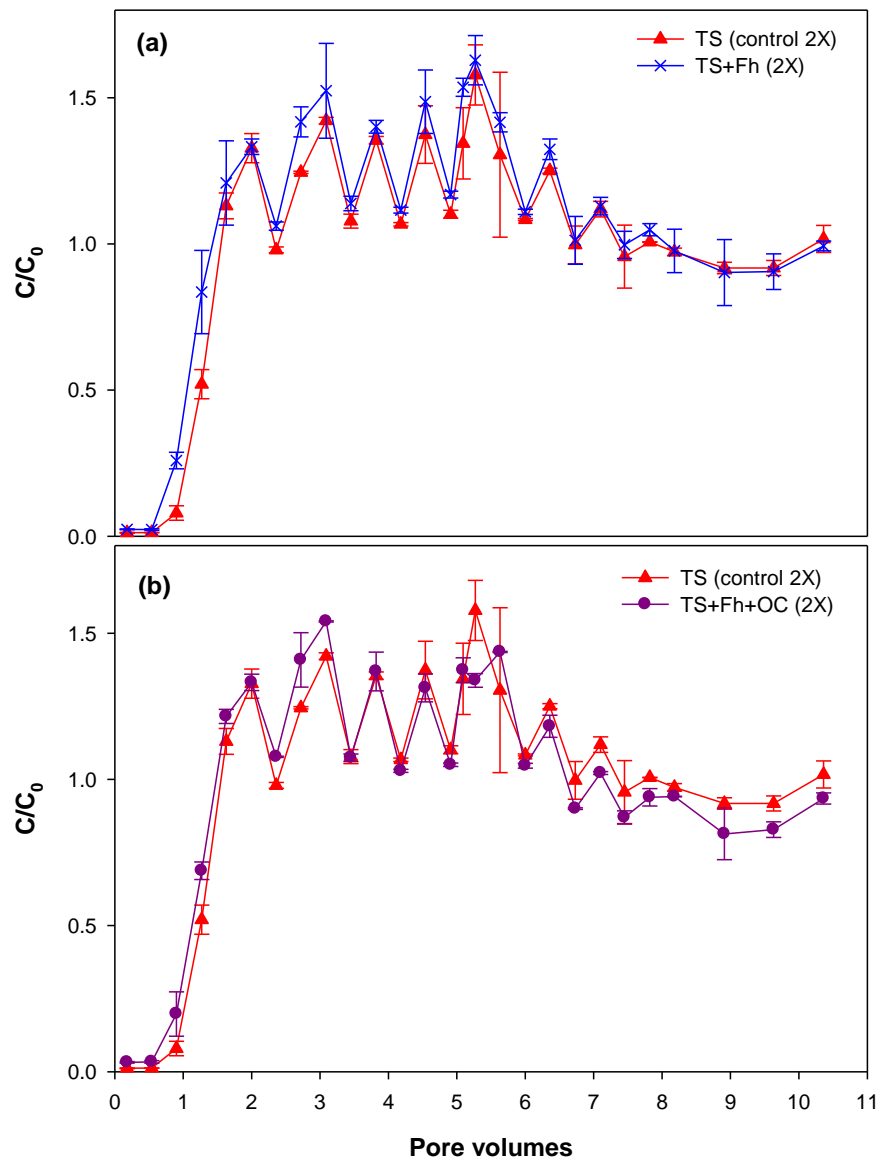 (a)
TS (control 2X)
TS+Fh (2X)
1.5
1.0
0.5
0.0
C/C0
(b)
TS (control 2X)
TS+Fh+OC (2X)
1.5
1.0
0.5
0.0
C/C0
0 1 2 3 4 5 6 7 8 9 10 11
Pore volumes